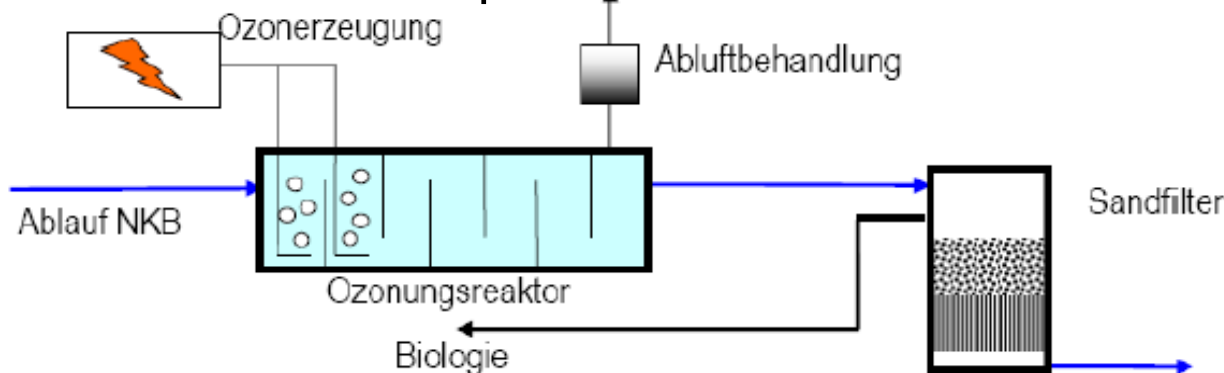 Ozonerzeugung
Abluftbehandlung
Ablauf NKB
Sandfilter
Ozonungsreaktor
Biologie